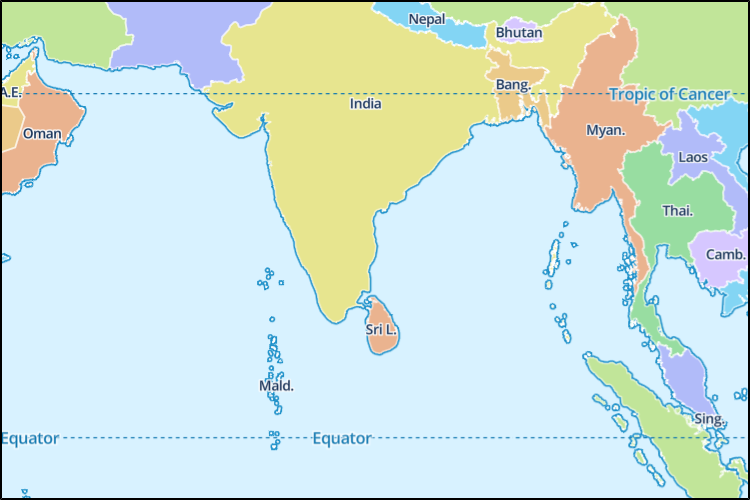 Nepal
Bhutan
Bang.
A.E.
Tropic of Cancer
India
Oman
Myan.
Laos
Thai.
Camb.
Sri L.
Mald.
Sing.
Equator
Equator